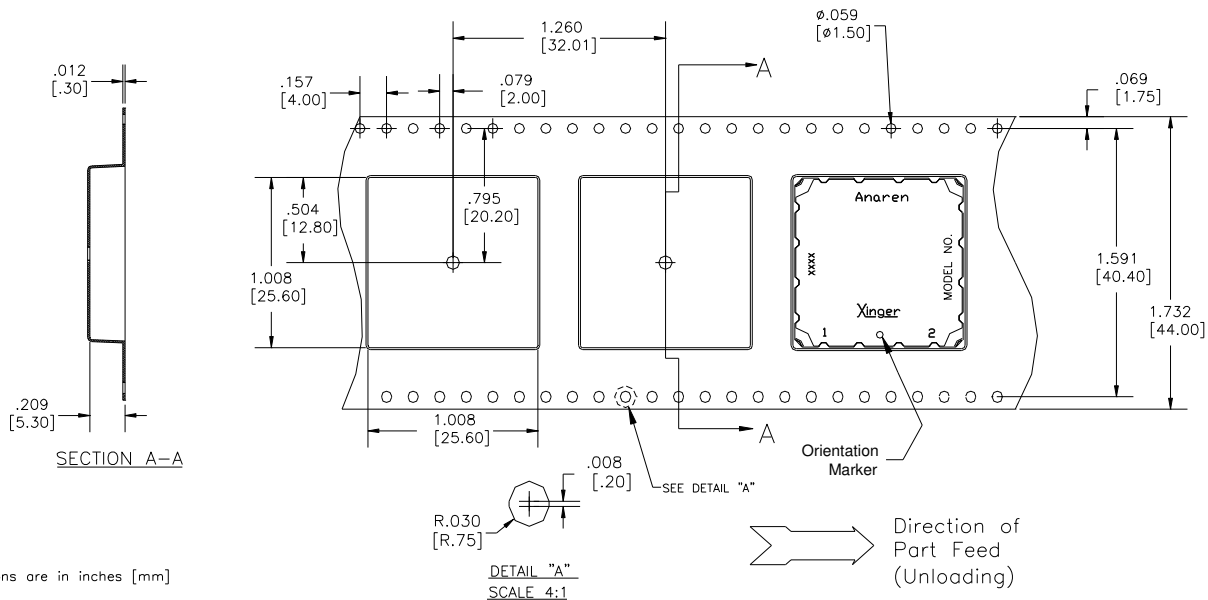 1.260
[32.01]
ø.059
[ø1.50]
A
.012
[.30]
.157
[4.00]
.079
[2.00]
.069
[1.75]
.504
[12.80]
.795
[20.20]
1.008
[25.60]
Anaren
xxxx
MODEL NO.
Xinger
1
2
1.591
[40.40]
1.732
[44.00]
.209
[5.30]
SECTION A-A
1.008
[25.60]
A
Orientation
Marker
.008
[.20]
SEE DETAIL "A"
R.030
[R.75]
DETAIL "A"
SCALE 4:1
Direction of
Part Feed
(Unloading)
ns are in inches [mm]